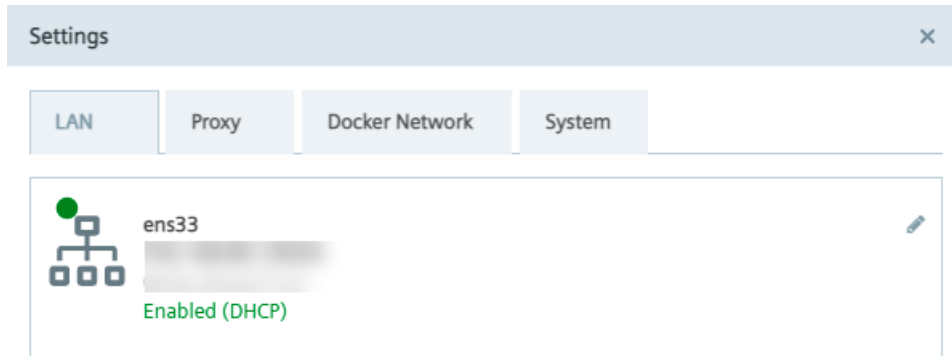 Settings
LAN
Proxy
Docker Network
System
ens33
Enabled (DHCP)